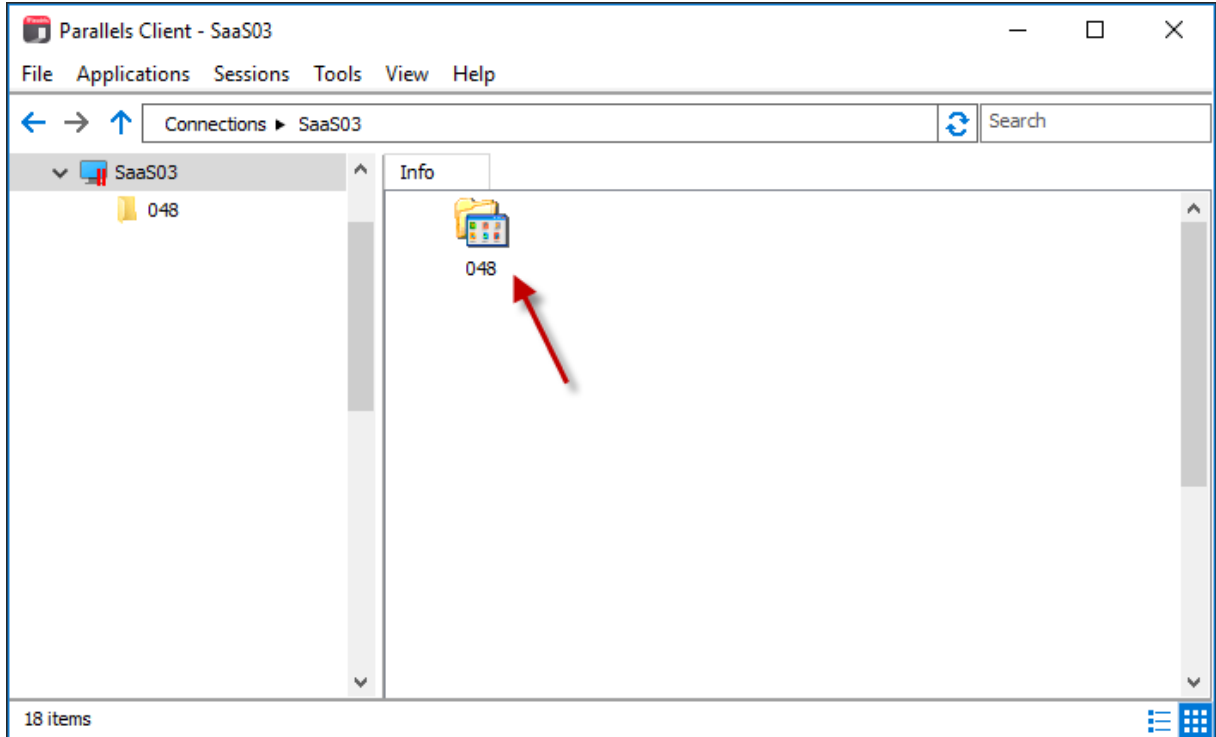 Parallels Client - SaaS03
File Applications Sessions Tools View Help
Connections ▸ SaaS03
Search
SaaS03
048
Info
048
18 items